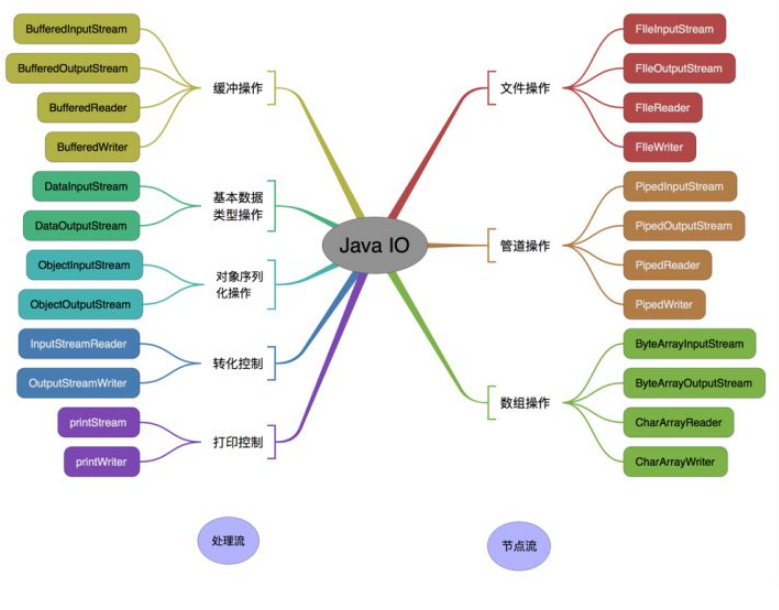 BufferedInputStream
BufferedOutputStream
BufferedReader
BufferedWriter
缓冲操作
DataInputStream
DataOutputStream
基本数据
类型操作
ObjectInputStream
ObjectOutputStream
对象序列
化操作
InputStreamReader
OutputStreamWriter
转化控制
printStream
printWriter
打印控制
Java IO
文件操作
FIleInputStream
FIleOutputStream
FIleReader
FIleWriter
管道操作
PipedInputStream
PipedOutputStream
PipedReader
PipedWriter
数组操作
ByteArrayInputStream
ByteArrayOutputStream
CharArrayReader
CharArrayWriter
处理流
节点流